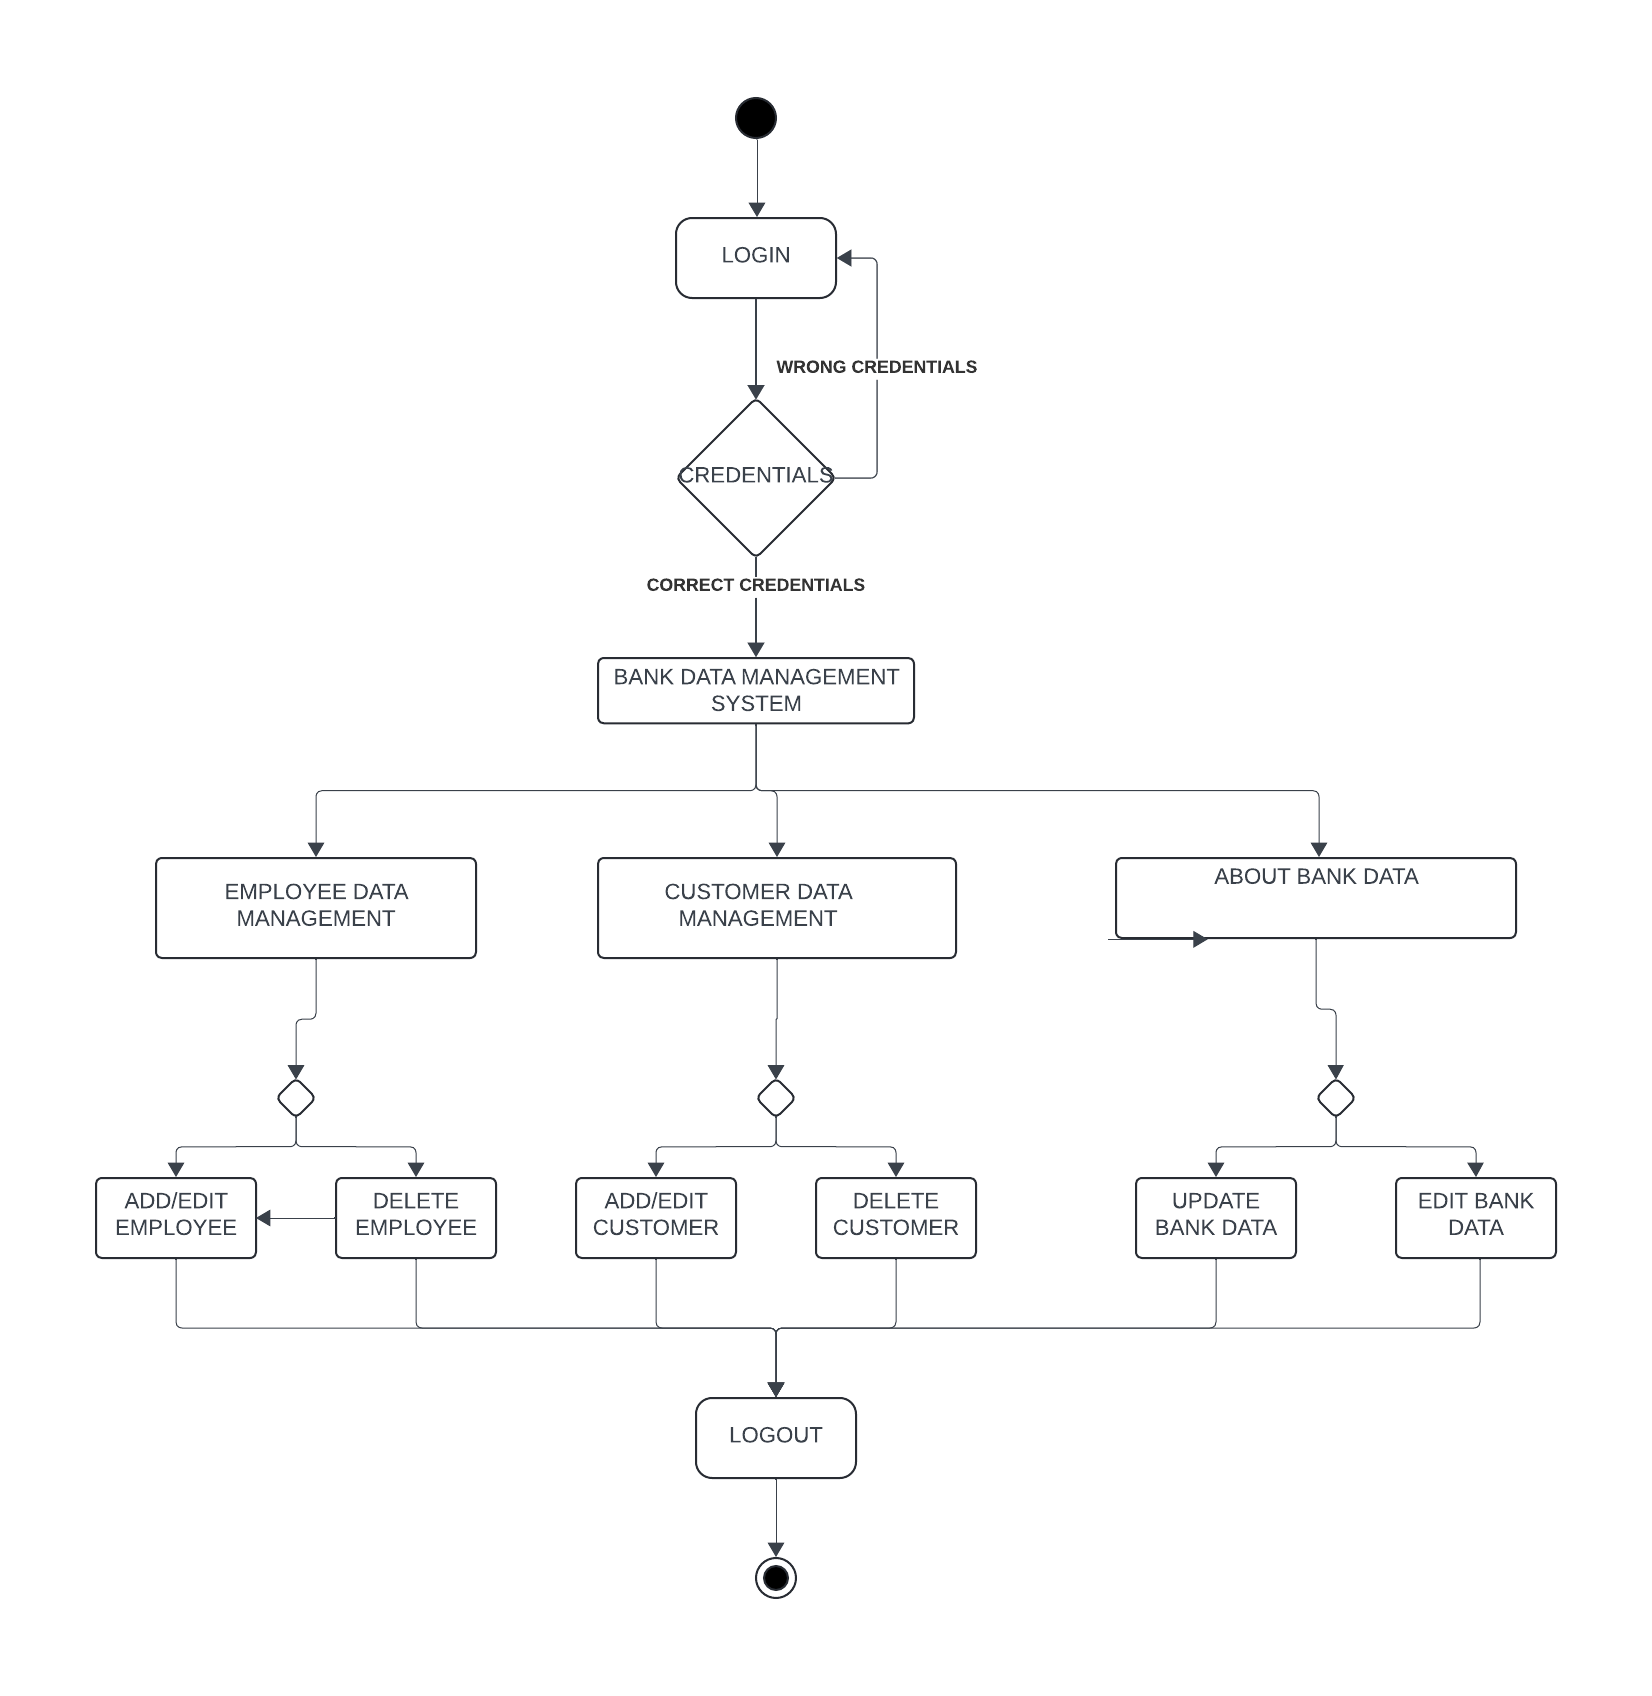 LOGIN
WRONG CREDENTIALS
CREDENTIALS
CORRECT CREDENTIALS
BANK DATA MANAGEMENT
SYSTEM
EMPLOYEE DATA
MANAGEMENT
CUSTOMER DATA
MANAGEMENT
ABOUT BANK DATA
ADD/EDIT
EMPLOYEE
DELETE
EMPLOYEE
ADD/EDIT
CUSTOMER
DELETE
CUSTOMER
UPDATE
BANK DATA
EDIT BANK
DATA
LOGOUT